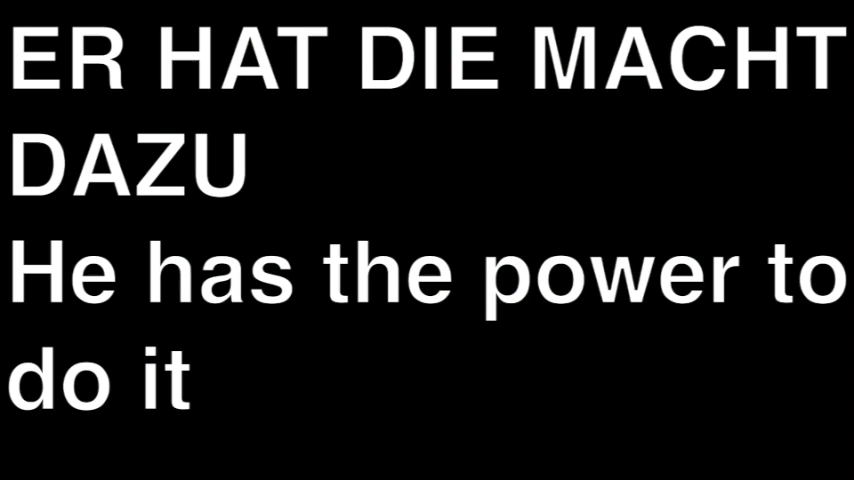 ER HAT DIE MACHT
DAZU
He has the power to
do it